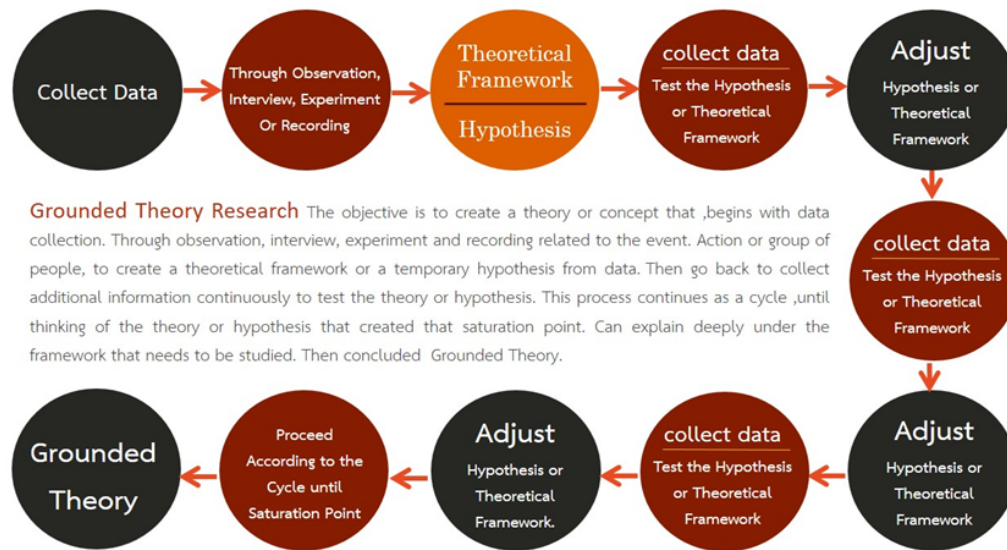 Collect Data
Through Observation,
Interview, Experiment
Or Recording
Theoretical
Framework
Hypothesis
collect data
Test the Hypothesis
or Theoretical
Framework
Adjust
Hypothesis or
Theoretical
Framework
Grounded Theory Research The objective is to create a theory or concept that ,begins with data
collection. Through observation, interview, experiment and recording related to the event. Action or group of
people, to create a theoretical framework or a temporary hypothesis from data. Then go back to collect
additional information continuously to test the theory or hypothesis. This process continues as a cycle ,until
thinking of the theory or hypothesis that created that saturation point. Can explain deeply under the
framework that needs to be studied. Then concluded Grounded Theory.
collect data
Test the Hypothesis
or Theoretical
Framework
Adjust
Hypothesis or
Theoretical
Framework
collect data
Test the Hypothesis
or Theoretical
Framework
Adjust
Hypothesis or
Theoretical
Framework.
Proceed
According to the
Cycle until
Saturation Point
Grounded
Theory